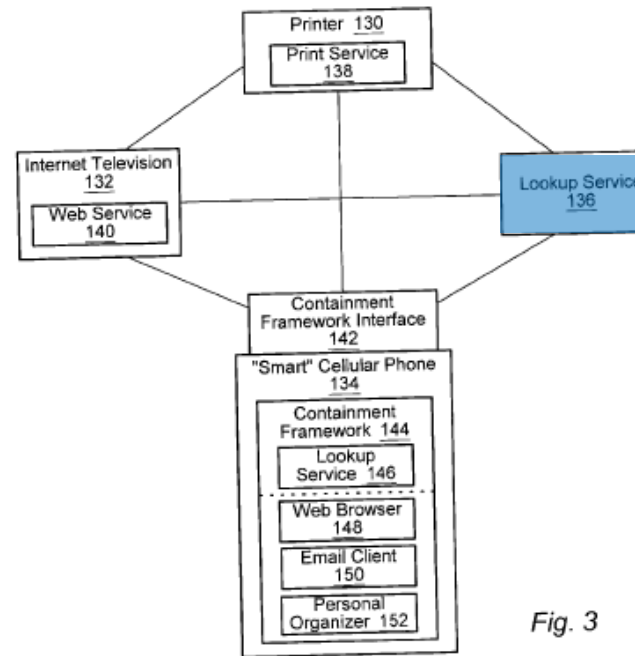 Printer 130
Print Service
138
Internet Television
132
Web Service
140
Lookup Service
136
Containment
Framework Interface
142
"Smart" Cellular Phone
134
Containment
Framework 144
Lookup
Service 146
Web Browser
148
Email Client
150
Personal
Organizer 152
Fig. 3